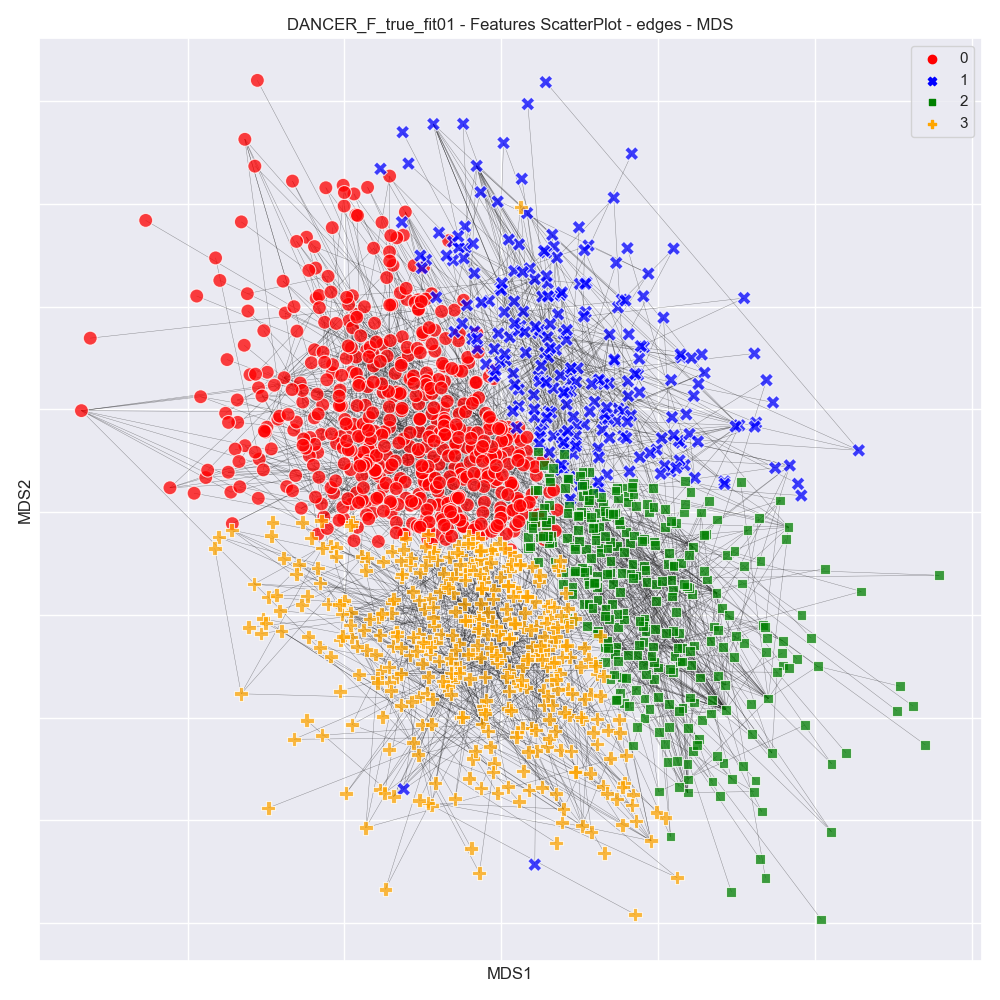 DANCER_F_true_fit01 - Features ScatterPlot - edges - MDS
0
1
2
3
MDS2
MDS1